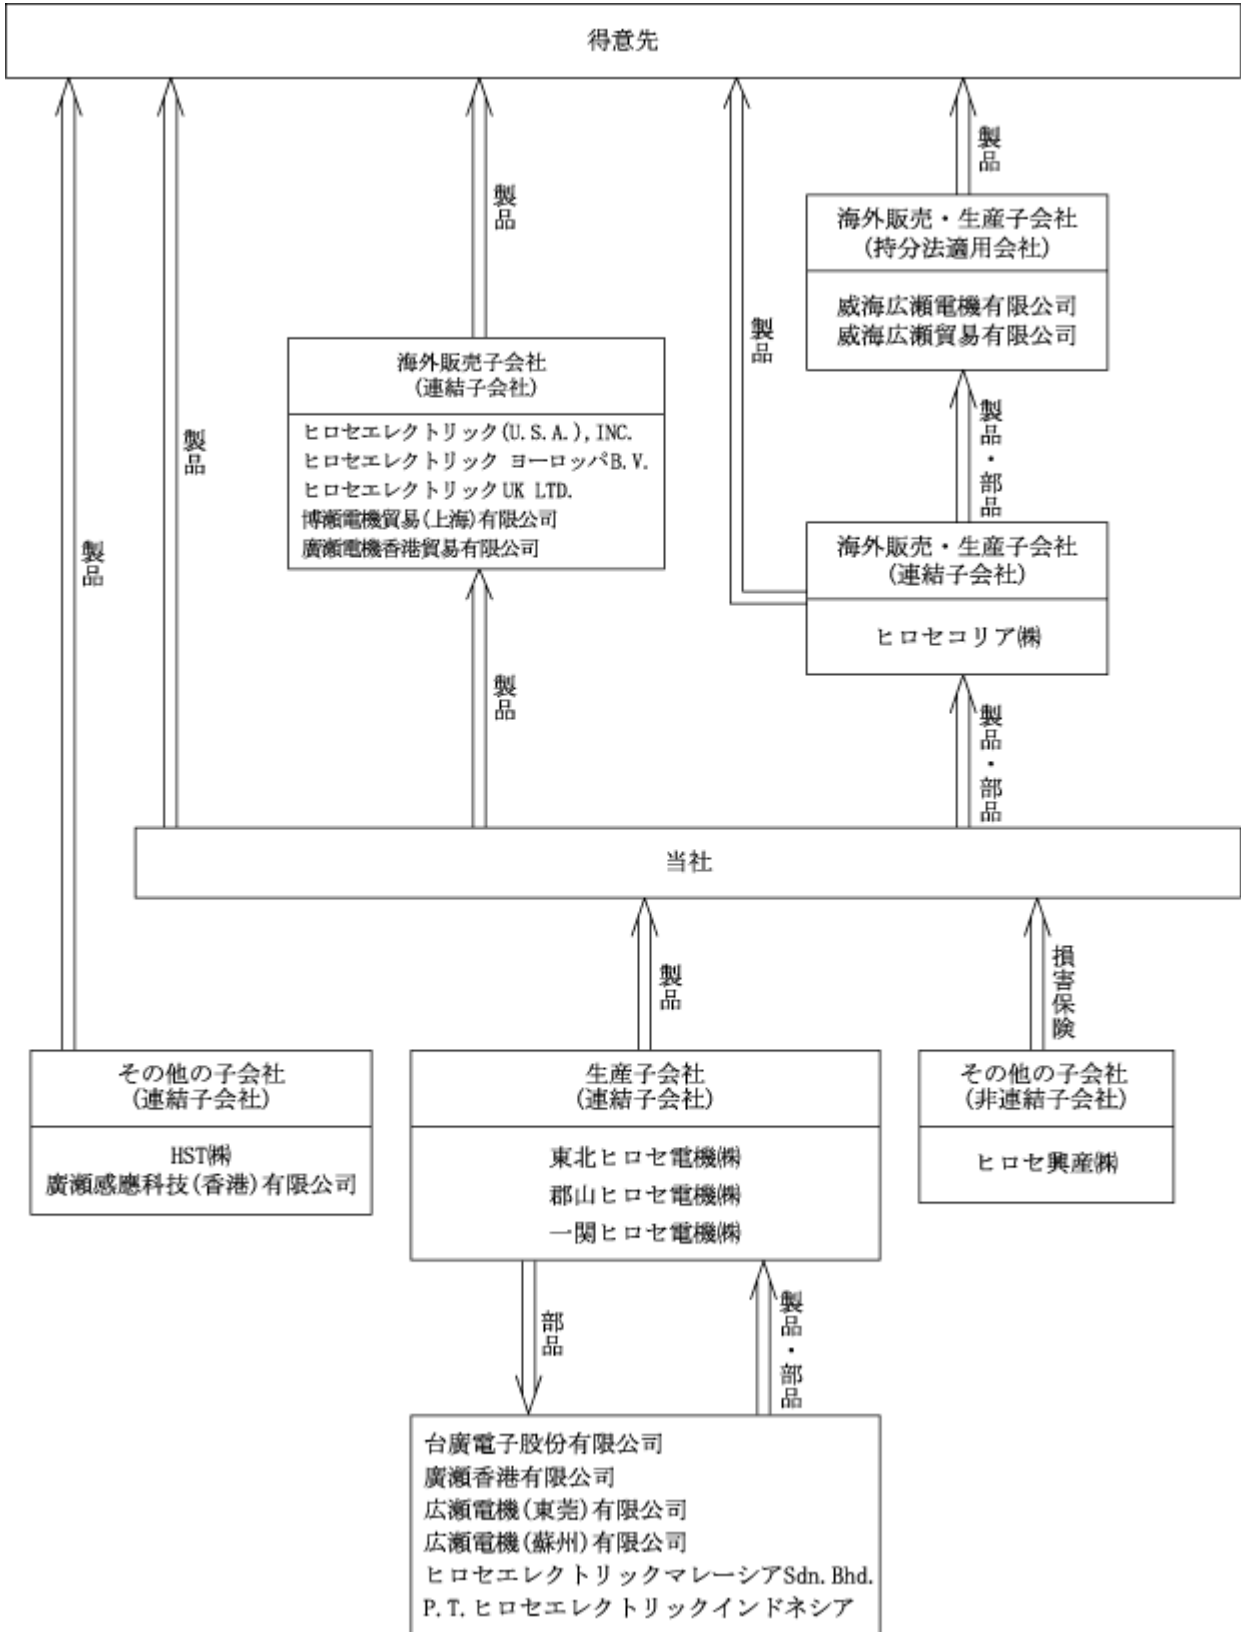 得意先
製品
海外販売・生産子会社
(持分法適用会社)
威海広瀬電機有限公司
威海広瀬貿易有限公司
製品
製品
海外販売子会社
(連結子会社)
ヒロセエレクトリック(U.S.A.),INC.
ヒロセエレクトリック ヨーロッパB.V.
ヒロセエレクトリックUK LTD.
博瀬電機貿易(上海)有限公司
廣瀬電機香港貿易有限公司
製品
製品・部品
製品
海外販売・生産子会社
(連結子会社)
ヒロセコリア㈱
製品
製品・部品
当社
製品
損害保険
その他の子会社
(連結子会社)
HST㈱
廣瀬感應科技(香港)有限公司
生産子会社
(連結子会社)
東北ヒロセ電機㈱
郡山ヒロセ電機㈱
一関ヒロセ電機㈱
その他の子会社
(非連結子会社)
ヒロセ興産㈱
部品
製品・部品
台廣電子股份有限公司
廣瀬香港有限公司
広瀬電機(東莞)有限公司
広瀬電機(蘇州)有限公司
ヒロセエレクトリックマレーシアSdn.Bhd.
P.T.ヒロセエレクトリックインドネシア